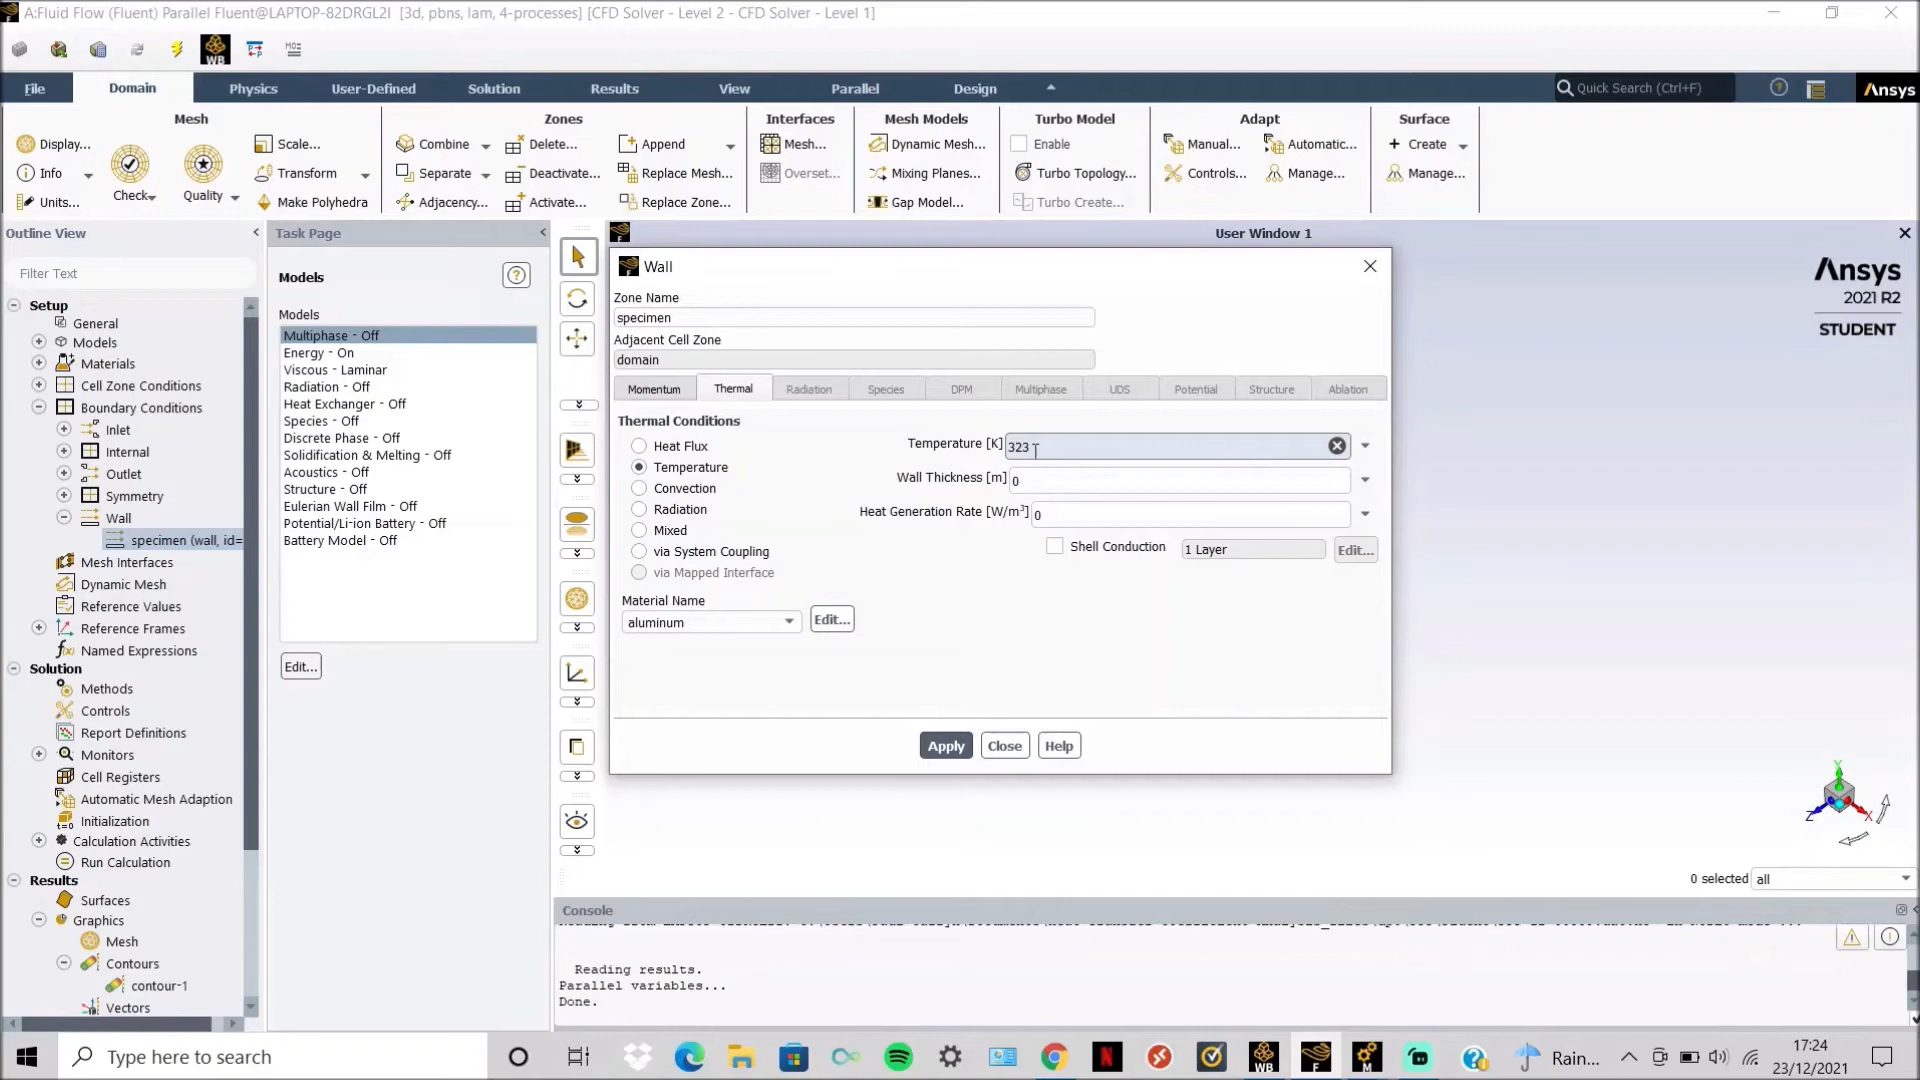 A:Fluid Flow (Fluent) Parallel Fluent@LAPTOP-82DRGL2I [3d, pbns, lam, 4-processes] [CFD Solver - Level 2 - CFD Solver - Level 1]
WB
File Domain Physics User-Defined Solution Results View Parallel Design Quick Search (Ctrl+F) Ansys
Mesh Zones Interfaces Mesh Models Turbo Model Adapt Surface
Display... Scale... Combine Delete... Append Mesh... Dynamic Mesh... Enable Manual... Automatic... Create
Info Check Quality Transform Separate Deactivate... Replace Mesh... Overset... Mixing Planes... Turbo Topology... Controls... Manage... Manage...
Units... Make Polyhedra Adjacency... Activate... Replace Zone... Gap Model... Turbo Create...
Outline View
Filter Text
Setup
General
Models
Materials
Cell Zone Conditions
Boundary Conditions
Inlet
Internal
Outlet
Symmetry
Wall
specimen (wall, id=
Mesh Interfaces
Dynamic Mesh
Reference Values
Reference Frames
Named Expressions
Solution
Methods
Controls
Report Definitions
Monitors
Cell Registers
Automatic Mesh Adaption
Initialization
Calculation Activities
Run Calculation
Results
Surfaces
Graphics
Mesh
Contours
contour-1
Vectors
Task Page
Models
Models
Multiphase - Off
Energy - On
Viscous - Laminar
Radiation - Off
Heat Exchanger - Off
Species - Off
Discrete Phase - Off
Solidification & Melting - Off
Acoustics - Off
Structure - Off
Eulerian Wall Film - Off
Potential/Li-ion Battery - Off
Battery Model - Off
Edit...
User Window 1
Wall
Zone Name
specimen
Adjacent Cell Zone
domain
Momentum Thermal Radiation Species DPM Multiphase UDS Potential Structure Ablation
Thermal Conditions
Heat Flux
Temperature
Convection
Radiation
Mixed
via System Coupling
via Mapped Interface
Temperature [K] 323
Wall Thickness [m] 0
Heat Generation Rate [W/m³] 0
Shell Conduction 1 Layer Edit...
Material Name
aluminum Edit...
Apply Close Help
Ansys
2021 R2
STUDENT
Y
Z
X
0 selected all
Console
Reading results.
Parallel variables...
Done.
Type here to search
Rain...
17:24
23/12/2021